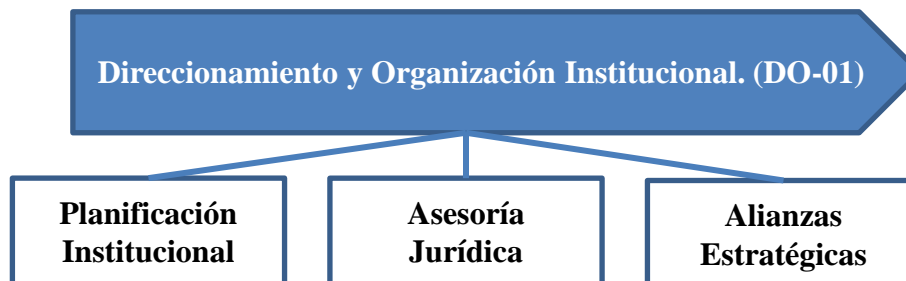 Direccionamiento y Organización Institucional. (DO-01)
Planificación
Institucional
Asesoría
Jurídica
Alianzas
Estratégicas